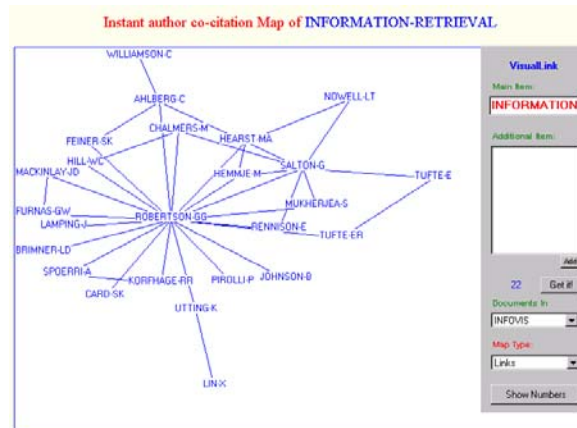 Instant author co-citation Map of INFORMATION-RETRIEVAL
WILLIAMSON-C
AHLBERG-C
NOWELL-LT
CHALMERS-M
FEINER-SK
HEARST-MA
HILL-WC
SALTON-G
MACKINLAY-JD
HEMMJE-M
TUFTE-E
MUKHERJEA-S
FURNAS-GW
ROBERTSON-GG
LAMPING-J
RENNISON-E
TUFTE-ER
BRIMNER-LD
SPOERRI-A
KORFHAGE-RR
PIROLLI-P
JOHNSON-B
CARD-SK
UTTING-K
LIN-X
VisualLink
Main Item:
INFORMATION
Additional Item:
Add
22
Get it!
Documents In
INFOVIS
Map Type:
Links
Show Numbers